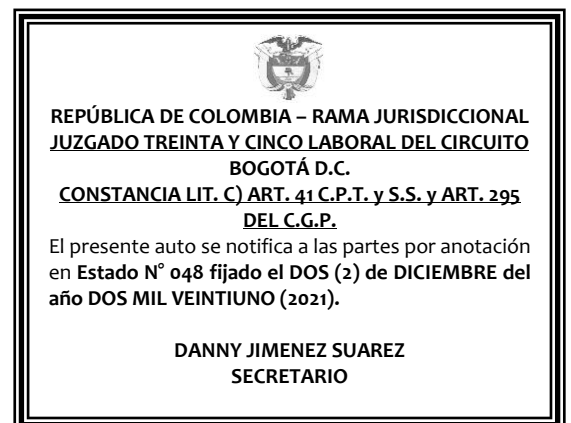 REPÚBLICA DE COLOMBIA – RAMA JURISDICCIONAL
JUZGADO TREINTA Y CINCO LABORAL DEL CIRCUITO
BOGOTÁ D.C.
CONSTANCIA LIT. C) ART. 41 C.P.T. y S.S. y ART. 295
DEL C.G.P.
El presente auto se notifica a las partes por anotación
en Estado N° 048 fijado el DOS (2) de DICIEMBRE del
año DOS MIL VEINTIUNO (2021).
DANNY JIMENEZ SUAREZ
SECRETARIO